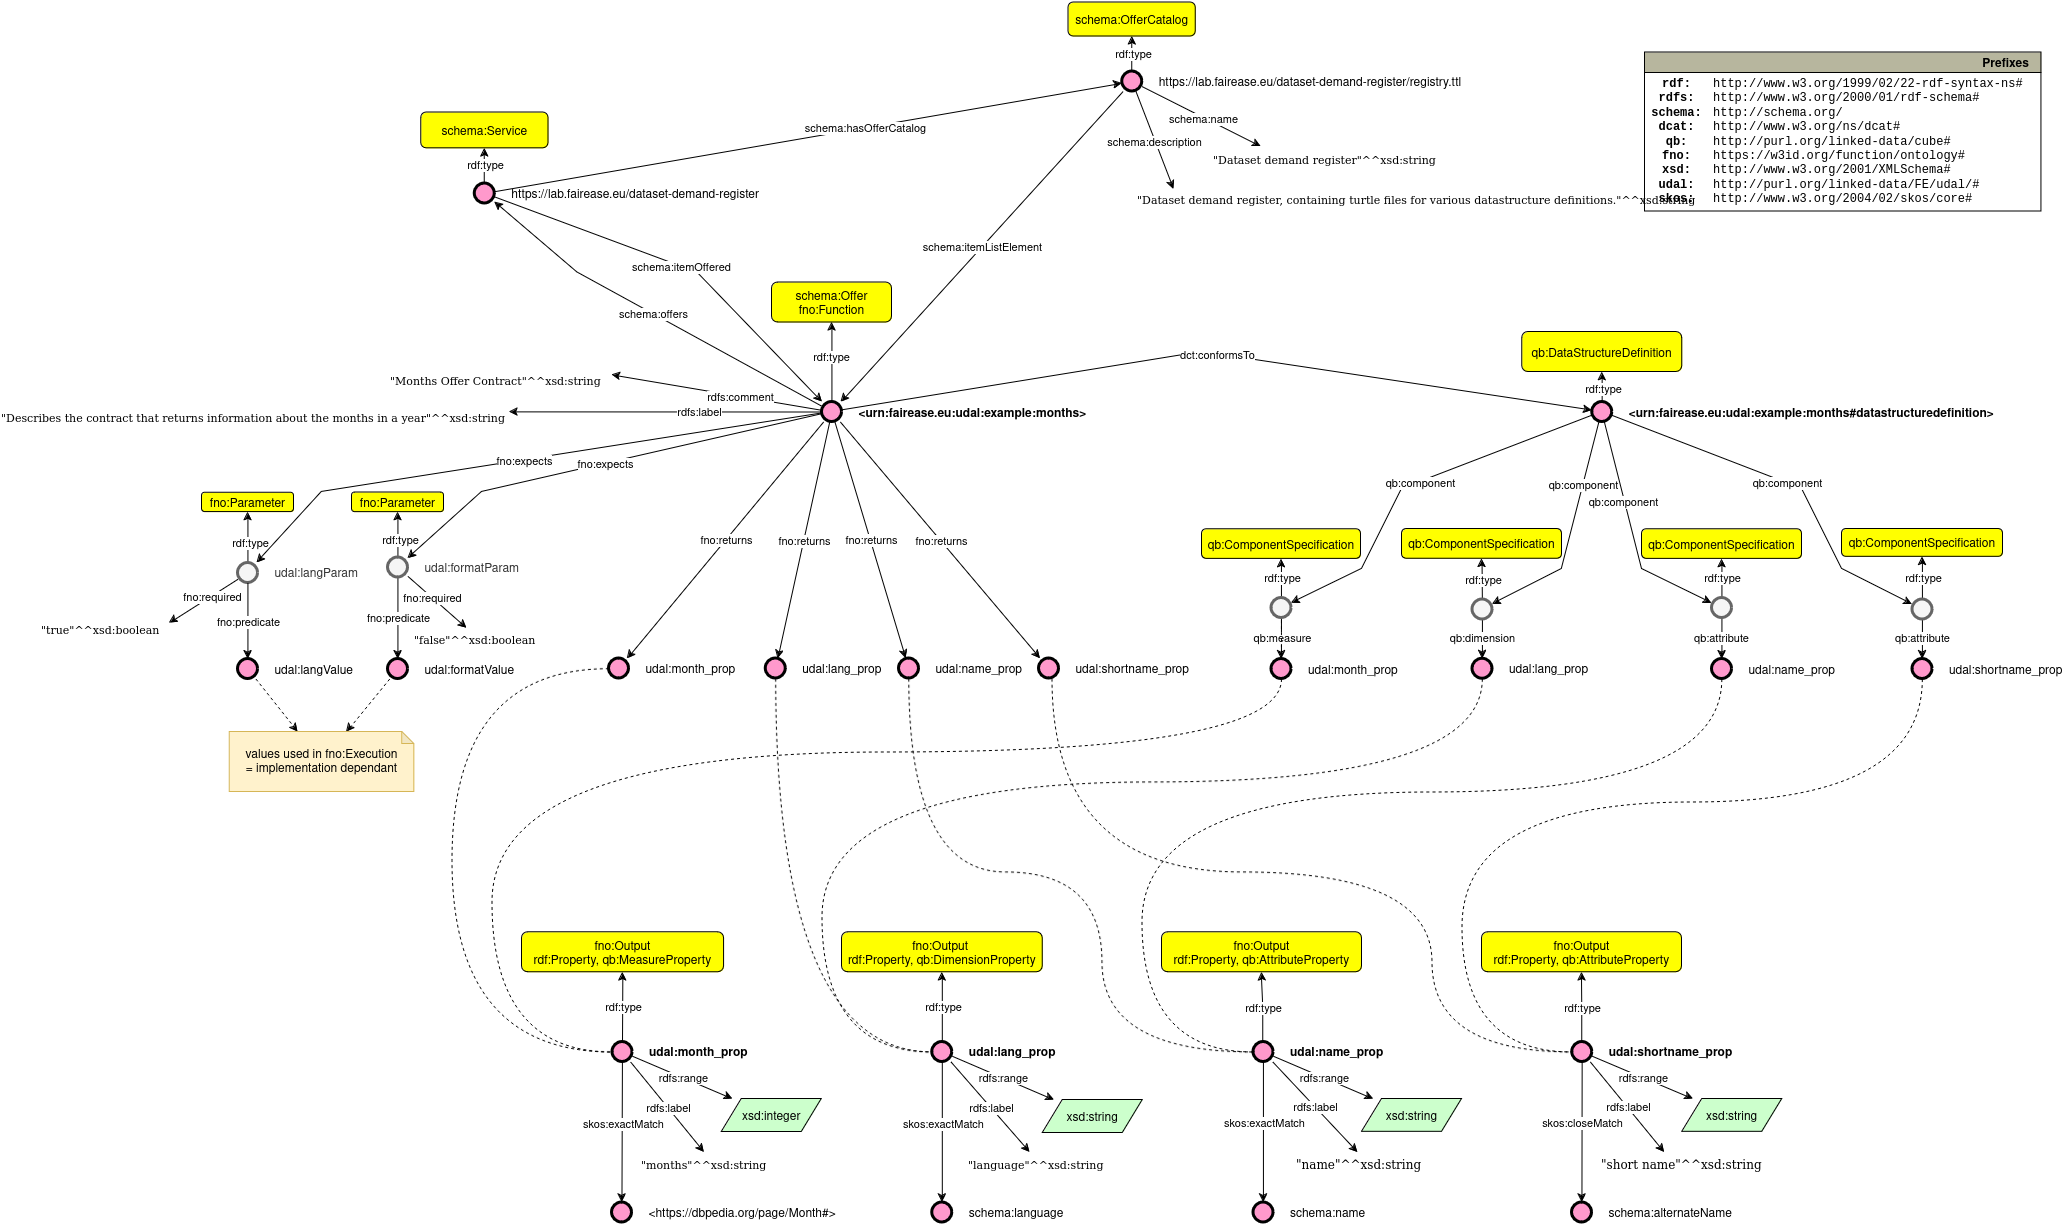 schema:OfferCatalog
rdf:type
https://lab.fairease.eu/dataset-demand-register/registry.ttl
Prefixes
rdf: http://www.w3.org/1999/02/22-rdf-syntax-ns#
rdfs: http://www.w3.org/2000/01/rdf-schema#
schema: http://schema.org/
dcat: http://www.w3.org/ns/dcat#
qb: http://purl.org/linked-data/cube#
fno: https://w3id.org/function/ontology#
xsd: http://www.w3.org/2001/XMLSchema#
udal: http://purl.org/linked-data/FE/udal/#
skos: http://www.w3.org/2004/02/skos/core#
schema:Service
schema:hasOfferCatalog
schema:name
schema:description
rdf:type
"Dataset demand register"^^xsd:string
https://lab.fairease.eu/dataset-demand-register
"Dataset demand register, containing turtle files for various datastructure definitions."^^xsd:string
schema:itemListElement
schema:itemOffered
schema:offers
schema:Offer
fno:Function
rdf:type
dct:conformsTo
qb:DataStructureDefinition
rdf:type
"Months Offer Contract"^^xsd:string
rdfs:comment
"Describes the contract that returns information about the months in a year"^^xsd:string
rdfs:label
<urn:fairease.eu:udal:example:months>
<urn:fairease.eu:udal:example:months#datastructuredefinition>
fno:expects
fno:expects
qb:component
qb:component
qb:component
qb:component
fno:Parameter
fno:Parameter
rdf:type
rdf:type
fno:returns
fno:returns
fno:returns
fno:returns
qb:ComponentSpecification
qb:ComponentSpecification
qb:ComponentSpecification
qb:ComponentSpecification
udal:langParam
udal:formatParam
rdf:type
rdf:type
rdf:type
rdf:type
fno:required
fno:required
fno:predicate
fno:predicate
"true"^^xsd:boolean
"false"^^xsd:boolean
qb:measure
qb:dimension
qb:attribute
qb:attribute
udal:langValue
udal:formatValue
udal:month_prop
udal:lang_prop
udal:name_prop
udal:shortname_prop
udal:month_prop
udal:lang_prop
udal:name_prop
udal:shortname_prop
values used in fno:Execution
= implementation dependant
fno:Output
rdf:Property, qb:MeasureProperty
fno:Output
rdf:Property, qb:DimensionProperty
fno:Output
rdf:Property, qb:AttributeProperty
fno:Output
rdf:Property, qb:AttributeProperty
rdf:type
rdf:type
rdf:type
rdf:type
udal:month_prop
udal:lang_prop
udal:name_prop
udal:shortname_prop
rdfs:range
rdfs:range
rdfs:range
rdfs:range
rdfs:label
rdfs:label
rdfs:label
rdfs:label
xsd:integer
xsd:string
xsd:string
xsd:string
skos:exactMatch
skos:exactMatch
skos:exactMatch
skos:closeMatch
"months"^^xsd:string
"language"^^xsd:string
"name"^^xsd:string
"short name"^^xsd:string
<https://dbpedia.org/page/Month#>
schema:language
schema:name
schema:alternateName